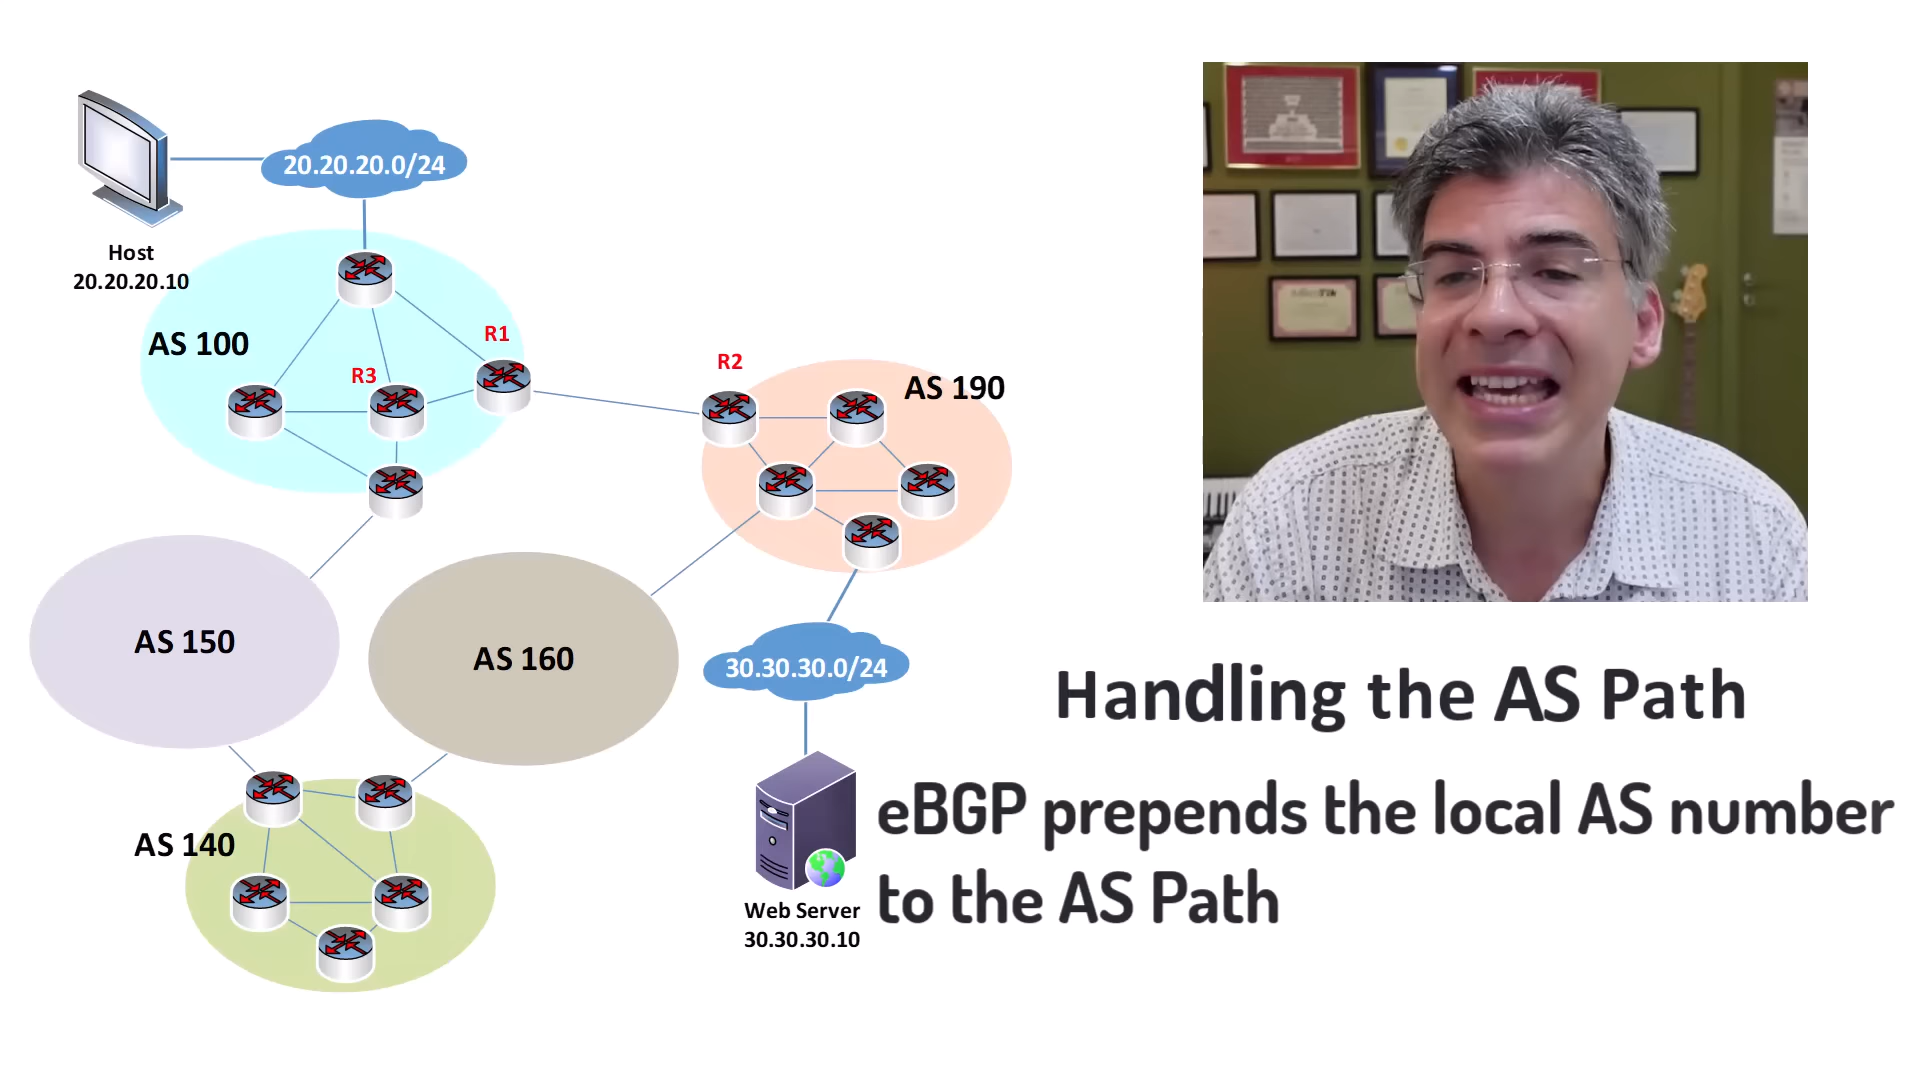 20.20.20.0/24
Host
20.20.20.10
AS 100
R1
R3
R2
AS 190
AS 150
AS 160
30.30.30.0/24
AS 140
Web Server
30.30.30.10
Handling the AS Path
eBGP prepends the local AS number
to the AS Path